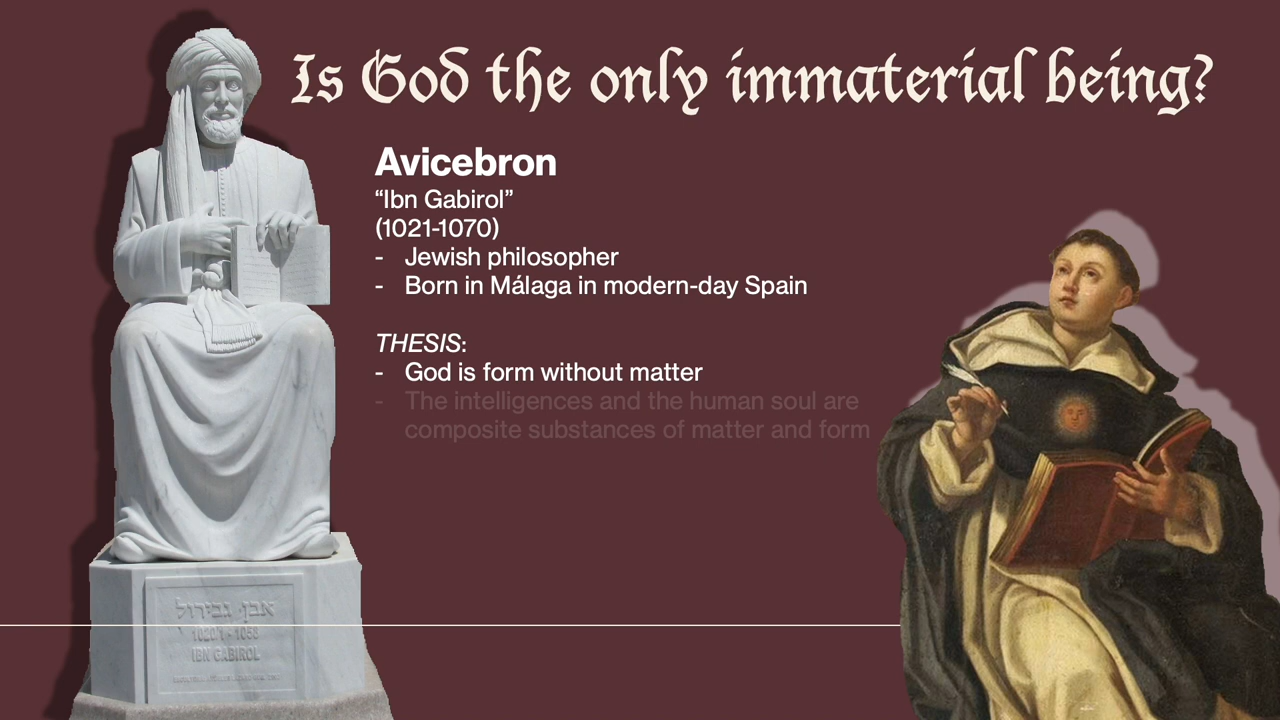 Is God the only immaterial being?
Avicebron
“Ibn Gabirol”
(1021-1070)
- Jewish philosopher
- Born in Málaga in modern-day Spain
THESIS:
- God is form without matter
- The intelligences and the human soul are
composite substances of matter and form
אבן גבירול
IBN GABIROL